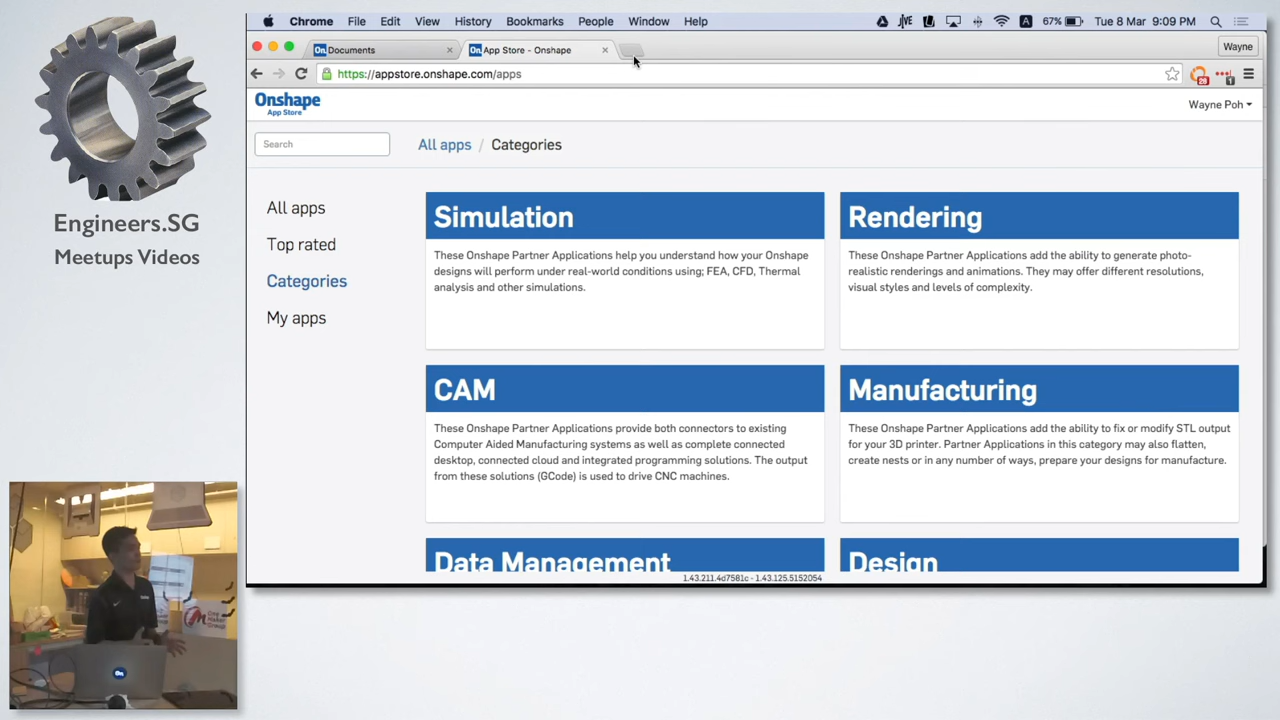 Chrome File Edit View History Bookmarks People Window Help 67% Tue 8 Mar 9:09 PM
Documents App Store - Onshape Wayne
https://appstore.onshape.com/apps
Onshape
App Store
Wayne Poh
Search
All apps / Categories
All apps
Top rated
Categories
My apps
Simulation
These Onshape Partner Applications help you understand how your Onshape
designs will perform under real-world conditions using; FEA, CFD, Thermal
analysis and other simulations.
Rendering
These Onshape Partner Applications add the ability to generate photo-
realistic renderings and animations. They may offer different resolutions,
visual styles and levels of complexity.
CAM
These Onshape Partner Applications provide both connectors to existing
Computer Aided Manufacturing systems as well as complete connected
desktop, connected cloud and integrated programming solutions. The output
from these solutions (GCode) is used to drive CNC machines.
Manufacturing
These Onshape Partner Applications add the ability to fix or modify STL output
for your 3D printer. Partner Applications in this category may also flatten,
create nests or in any number of ways, prepare your designs for manufacture.
Data Management
Design
1.43.211.4d7581c - 1.43.125.5152054
Engineers.SG
Meetups Videos
On